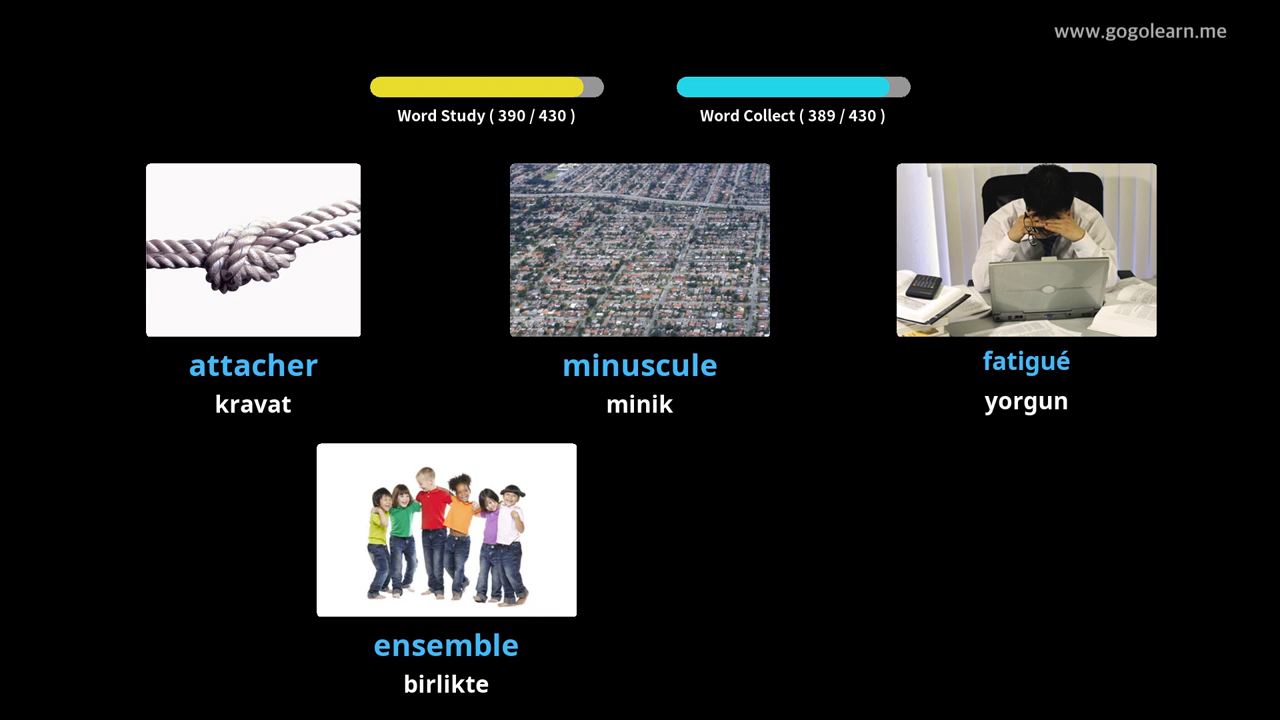 www.gogolearn.me
Word Study ( 390 / 430 )
Word Collect ( 389 / 430 )
attacher
kravat
minuscule
minik
fatigué
yorgun
ensemble
birlikte